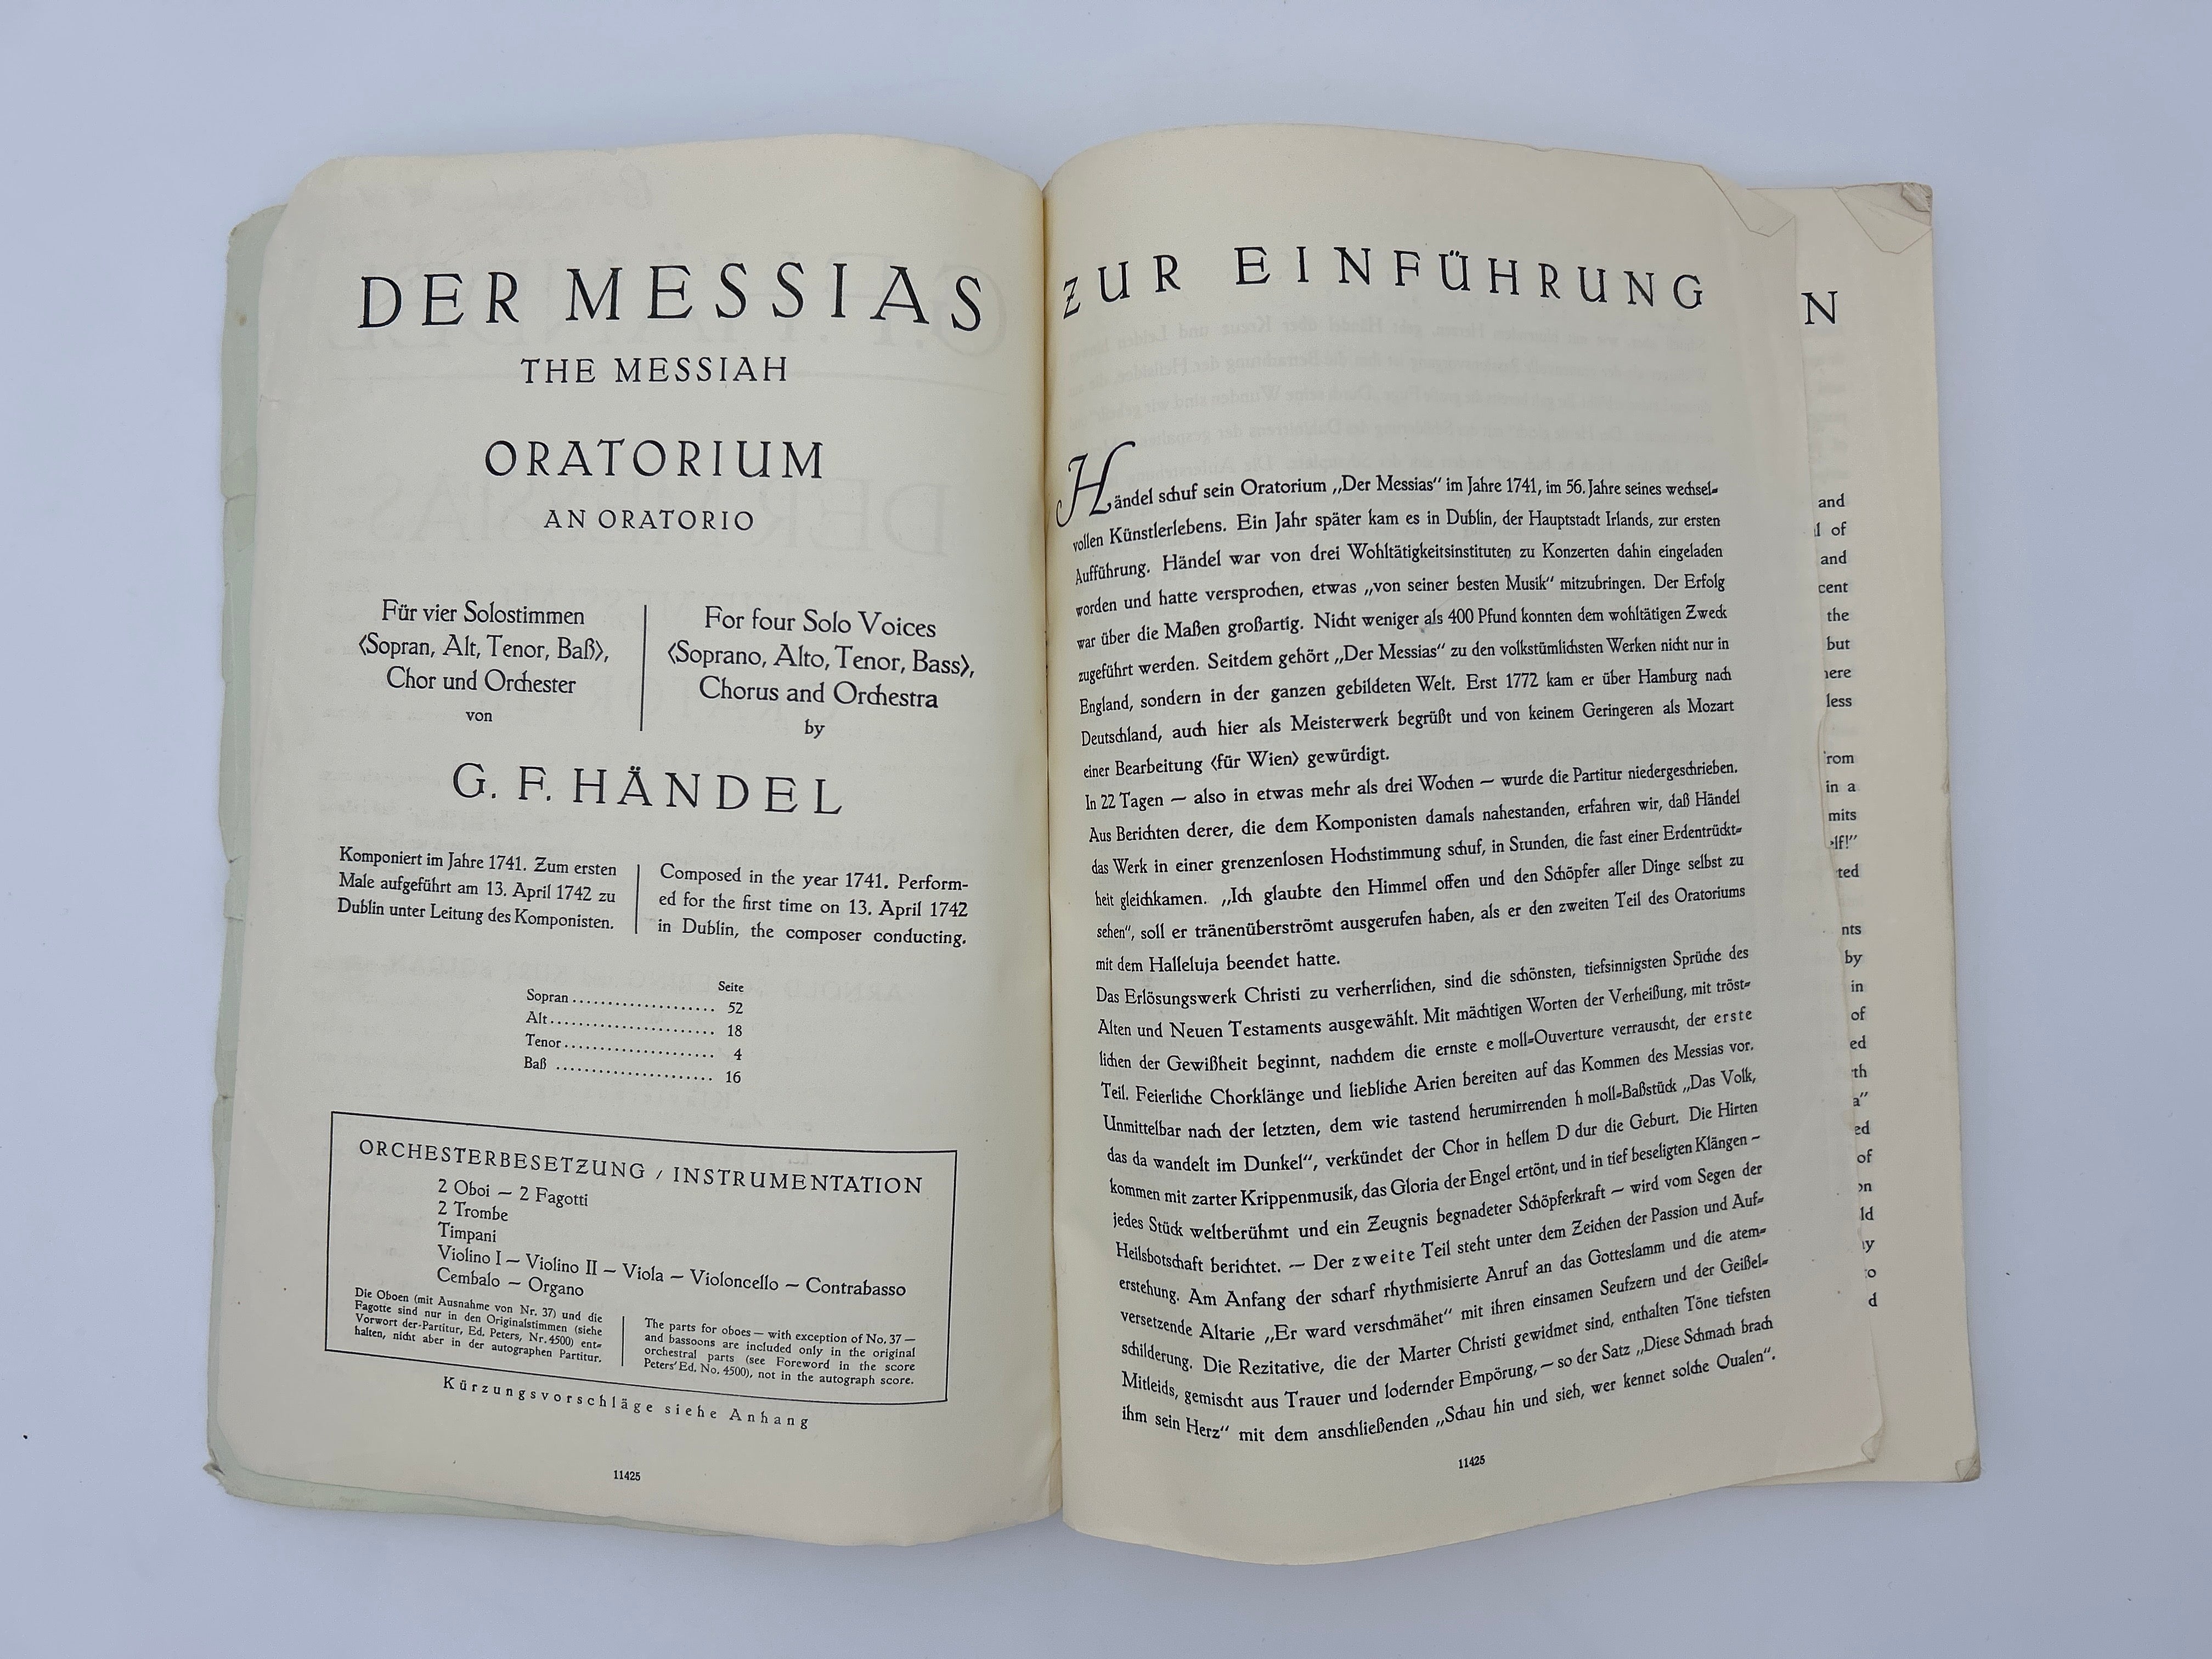 DER MESSIAS
THE MESSIAH
ORATORIUM
AN ORATORIO
Für vier Solostimmen
⟨Sopran, Alt, Tenor, Baß⟩,
Chor und Orchester
von
For four Solo Voices
⟨Soprano, Alto, Tenor, Bass⟩,
Chorus and Orchestra
by
G. F. HÄNDEL
Komponiert im Jahre 1741. Zum ersten
Male aufgeführt am 13. April 1742 zu
Dublin unter Leitung des Komponisten.
Composed in the year 1741. Perform-
ed for the first time on 13. April 1742
in Dublin, the composer conducting.
Seite
Sopran .................... 52
Alt ....................... 18
Tenor ..................... 4
Baß ....................... 16
ORCHESTERBESETZUNG / INSTRUMENTATION
2 Oboi — 2 Fagotti
2 Trombe
Timpani
Violino I — Violino II — Viola — Violoncello — Contrabasso
Cembalo — Organo
Die Oboen (mit Ausnahme von Nr. 37) und die
Fagotte sind nur in den Originalstimmen (siehe
Vorwort der Partitur, Ed. Peters, Nr. 4500) ent-
halten, nicht aber in der autographen Partitur.
The parts for oboes — with exception of No. 37 —
and bassoons are included only in the original
orchestral parts (see Foreword in the score
Peters' Ed. No. 4500), not in the autograph score.
Kürzungsvorschläge siehe Anhang
11425
ZUR EINFÜHRUNG
Händel schuf sein Oratorium „Der Messias“ im Jahre 1741, im 56. Jahre seines wechsel-
vollen Künstlerlebens. Ein Jahr später kam es in Dublin, der Hauptstadt Irlands, zur ersten
Aufführung. Händel war von drei Wohltätigkeitsinstituten zu Konzerten dahin eingeladen
worden und hatte versprochen, etwas „von seiner besten Musik“ mitzubringen. Der Erfolg
war über die Maßen großartig. Nicht weniger als 400 Pfund konnten dem wohltätigen Zweck
zugeführt werden. Seitdem gehört „Der Messias“ zu den volkstümlichsten Werken nicht nur in
England, sondern in der ganzen gebildeten Welt. Erst 1772 kam er über Hamburg nach
Deutschland, auch hier als Meisterwerk begrüßt und von keinem Geringeren als Mozart
einer Bearbeitung ⟨für Wien⟩ gewürdigt.
In 22 Tagen — also in etwas mehr als drei Wochen — wurde die Partitur niedergeschrieben.
Aus Berichten derer, die dem Komponisten damals nahestanden, erfahren wir, daß Händel
das Werk in einer grenzenlosen Hochstimmung schuf, in Stunden, die fast einer Erdentrückt-
heit gleichkamen. „Ich glaubte den Himmel offen und den Schöpfer aller Dinge selbst zu
sehen“, soll er tränenüberströmt ausgerufen haben, als er den zweiten Teil des Oratoriums
mit dem Halleluja beendet hatte.
Das Erlösungswerk Christi zu verherrlichen, sind die schönsten, tiefsinnigsten Sprüche des
Alten und Neuen Testaments ausgewählt. Mit mächtigen Worten der Verheißung, mit tröst-
lichen der Gewißheit beginnt, nachdem die ernste e moll-Ouverture verrauscht, der erste
Teil. Feierliche Chorklänge und liebliche Arien bereiten auf das Kommen des Messias vor.
Unmittelbar nach der letzten, dem wie tastend herumirrenden h moll-Baßstück „Das Volk,
das da wandelt im Dunkel“, verkündet der Chor in hellem D dur die Geburt. Die Hirten
kommen mit zarter Krippenmusik, das Gloria der Engel ertönt, und in tief beseligten Klängen —
jedes Stück weltberühmt und ein Zeugnis begnadeter Schöpferkraft — wird vom Segen der
Heilsbotschaft berichtet. — Der zweite Teil steht unter dem Zeichen der Passion und Auf-
erstehung. Am Anfang der scharf rhythmisierte Anruf an das Gotteslamm und die atem-
versetzende Altarie „Er ward verschmähet“ mit ihren einsamen Seufzern und der Geißel-
schilderung. Die Rezitative, die der Marter Christi gewidmet sind, enthalten Töne tiefsten
Mitleids, gemischt aus Trauer und lodernder Empörung, — so der Satz „Diese Schmach brach
ihm sein Herz“ mit dem anschließenden „Schau hin und sieh, wer kennet solche Qualen“.
11425
N
and
of
and
cent
the
but
here
less
rom
in a
mits
elf!”
ted
nts
by
in
of
ed
th
a”
ed
of
on
ld
y
o
d